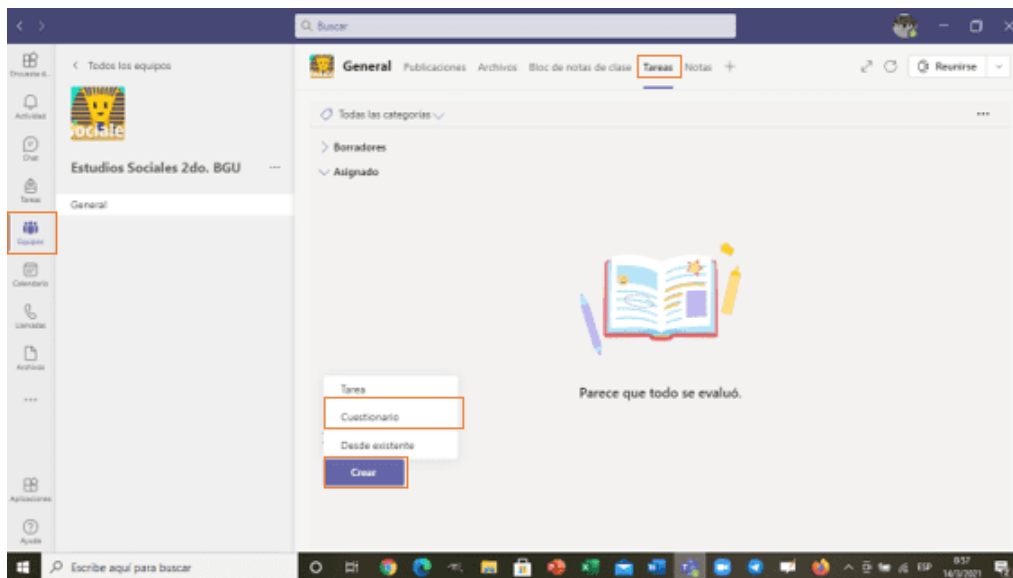 Buscar
Encuesta d...
Actividad
Chat
Tareas
Equipos
Calendario
Llamadas
Archivos
Aplicaciones
Ayuda
Todos los equipos
Sociale
Estudios Sociales 2do. BGU
General
General Publicaciones Archivos Bloc de notas de clase Tareas Notas
Reunirse
Todas las categorías
Borradores
Asignado
Parece que todo se evaluó.
Tarea
Cuestionario
Desde existente
Crear
Escribe aquí para buscar
ESP
8:57
14/3/2021